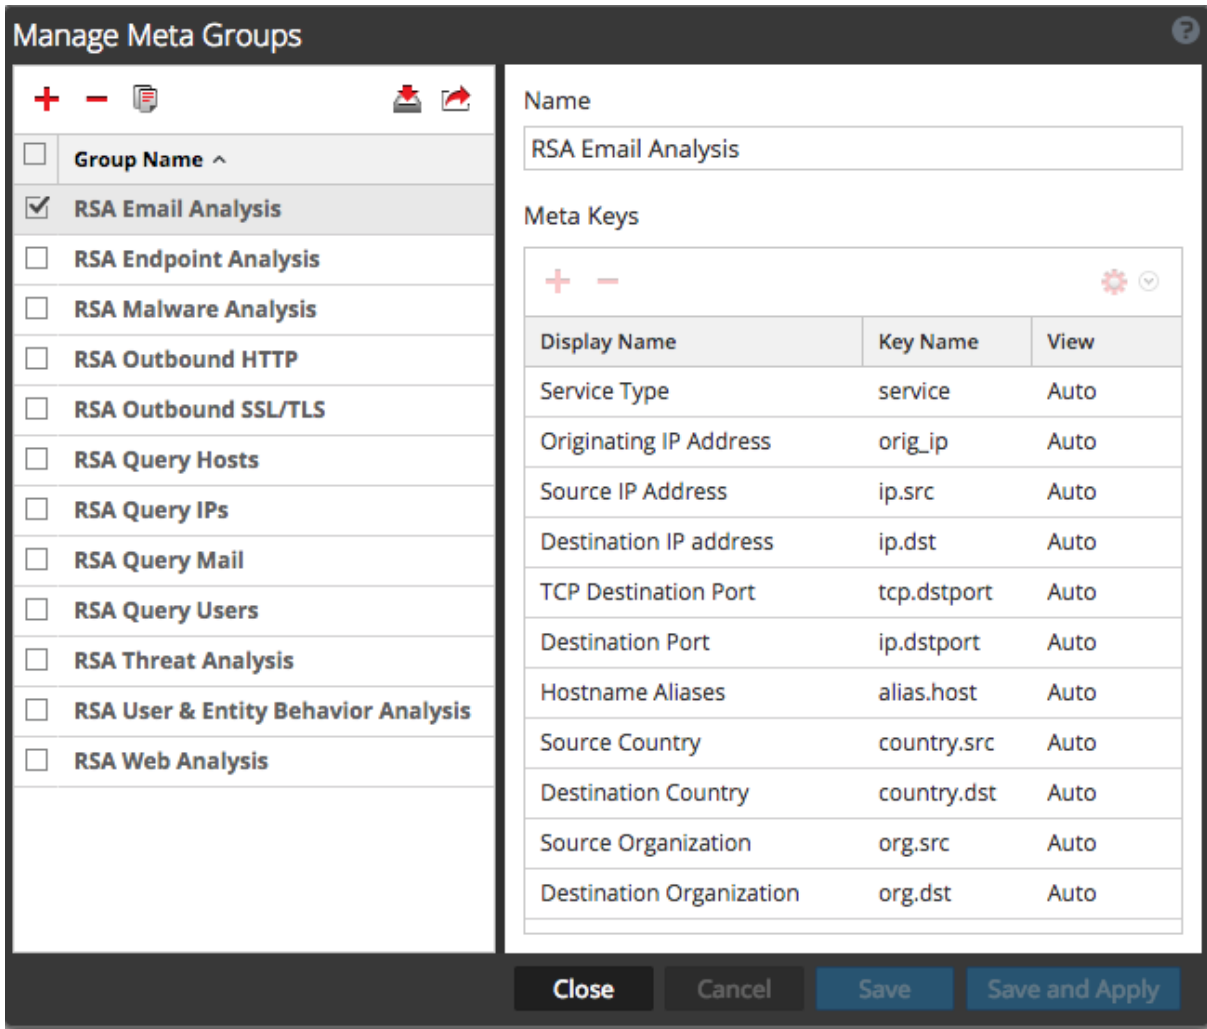 Manage Meta Groups
?
Group Name
RSA Email Analysis
RSA Endpoint Analysis
RSA Malware Analysis
RSA Outbound HTTP
RSA Outbound SSL/TLS
RSA Query Hosts
RSA Query IPs
RSA Query Mail
RSA Query Users
RSA Threat Analysis
RSA User & Entity Behavior Analysis
RSA Web Analysis
Name
RSA Email Analysis
Meta Keys
Display Name Key Name View
Service Type service Auto
Originating IP Address orig_ip Auto
Source IP Address ip.src Auto
Destination IP address ip.dst Auto
TCP Destination Port tcp.dstport Auto
Destination Port ip.dstport Auto
Hostname Aliases alias.host Auto
Source Country country.src Auto
Destination Country country.dst Auto
Source Organization org.src Auto
Destination Organization org.dst Auto
Close Cancel Save Save and Apply